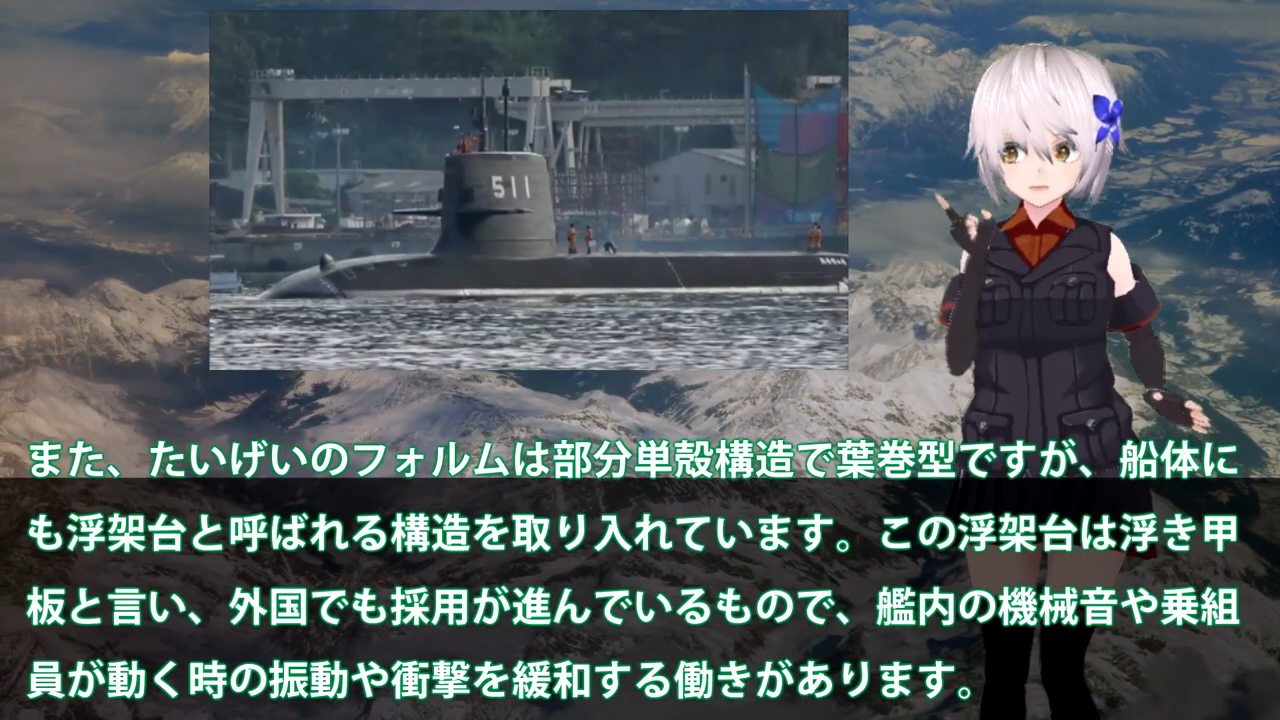 511
また、たいげいのフォルムは部分単殻構造で葉巻型ですが、船体に
も浮架台と呼ばれる構造を取り入れています。この浮架台は浮き甲
板と言い、外国でも採用が進んでいるもので、艦内の機械音や乗組
員が動く時の振動や衝撃を緩和する働きがあります。